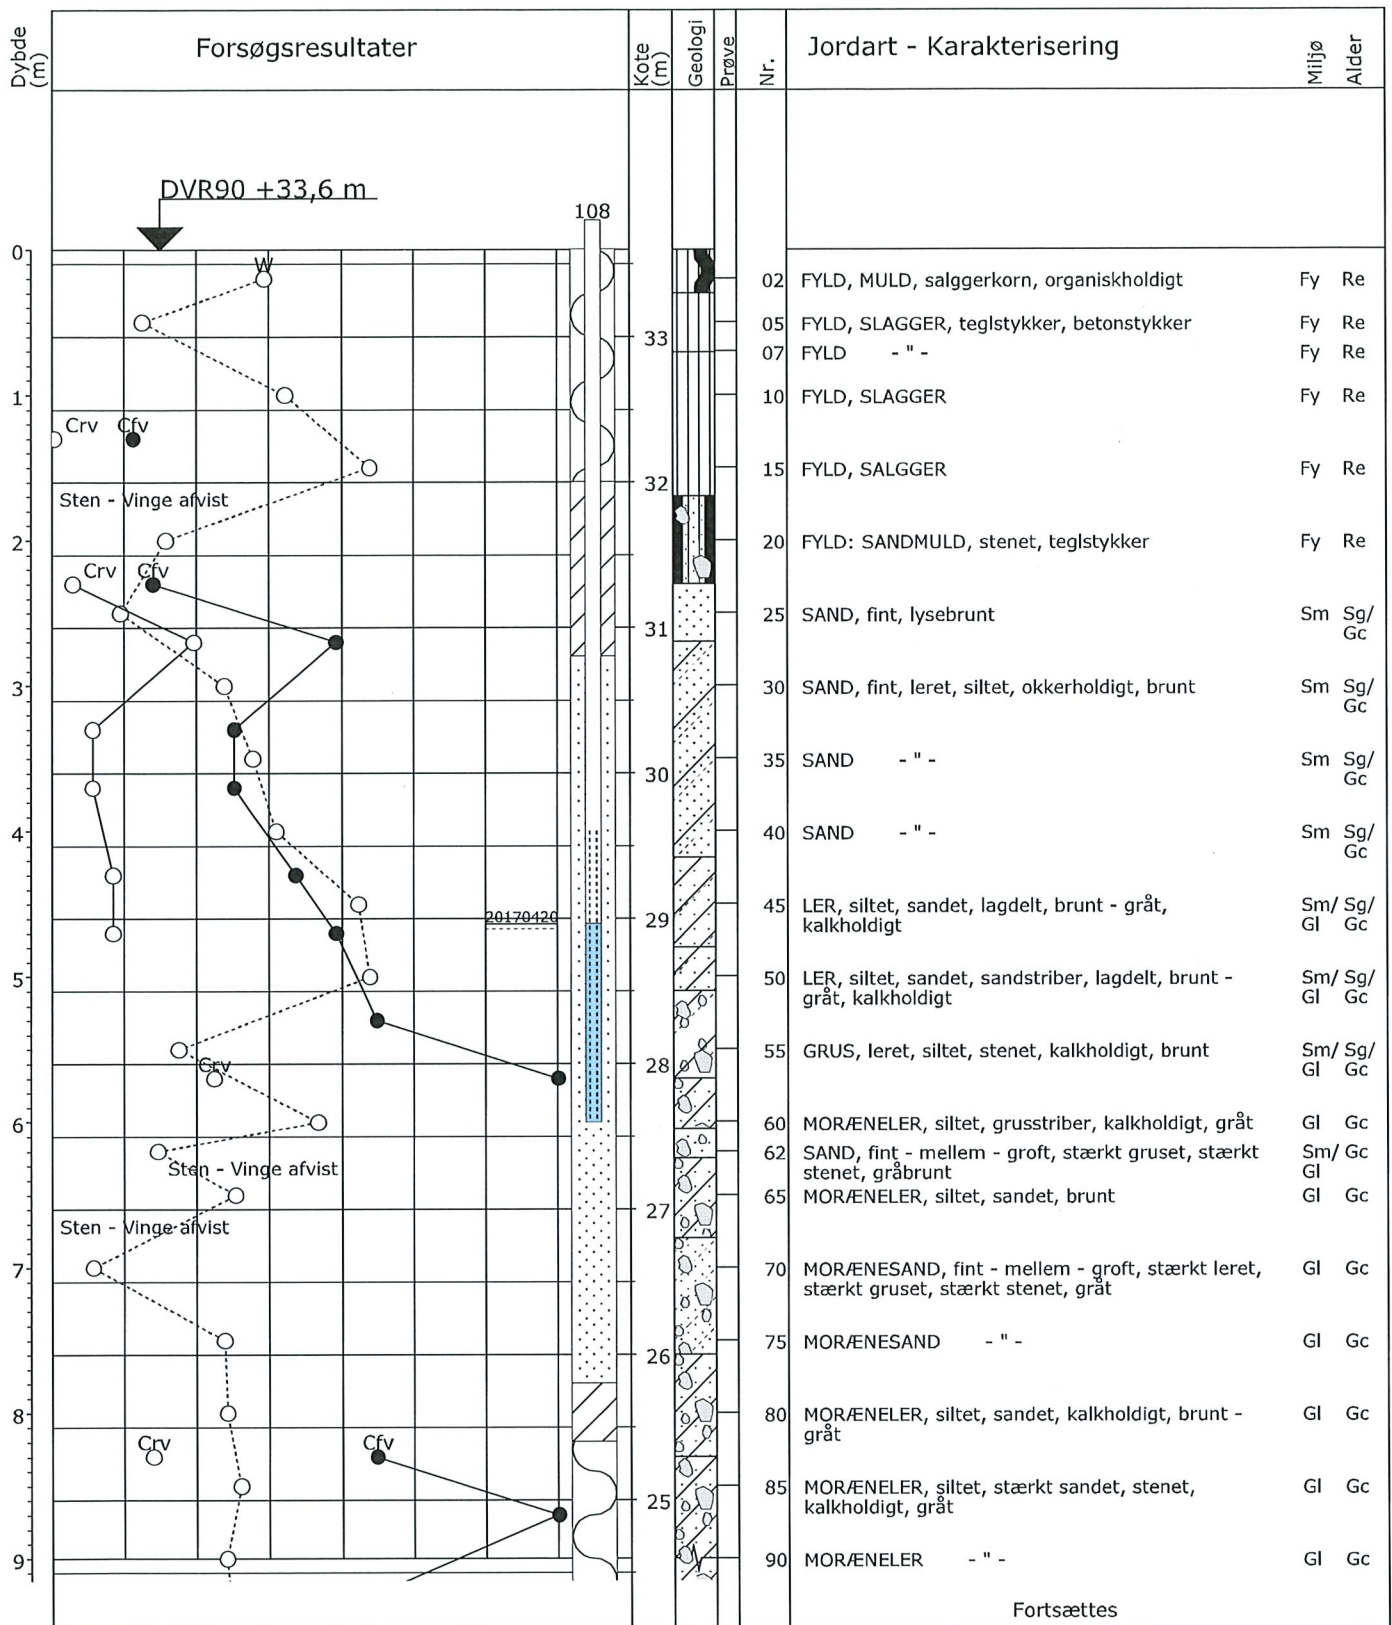 Dybde (m)
Forsøgsresultater
Kote (m)
Geologi
Prøve
Nr.
Jordart - Karakterisering
Miljø
Alder
DVR90 +33,6 m
108
0
W
02 FYLD, MULD, salggerkorn, organiskholdigt Fy Re
05 FYLD, SLAGGER, teglstykker, betonstykker Fy Re
33
07 FYLD - " - Fy Re
1
10 FYLD, SLAGGER Fy Re
Crv Cfv
15 FYLD, SALGGER Fy Re
32
Sten - Vinge afvist
2
20 FYLD: SANDMULD, stenet, teglstykker Fy Re
Crv Cfv
25 SAND, fint, lysebrunt Sm Sg/
Gc
31
3
30 SAND, fint, leret, siltet, okkerholdigt, brunt Sm Sg/
Gc
35 SAND - " - Sm Sg/
Gc
30
4
40 SAND - " - Sm Sg/
Gc
45 LER, siltet, sandet, lagdelt, brunt - gråt, Sm/ Sg/
kalkholdigt Gl Gc
20170420
29
5
50 LER, siltet, sandet, sandstriber, lagdelt, brunt - Sm/ Sg/
gråt, kalkholdigt Gl Gc
55 GRUS, leret, siltet, stenet, kalkholdigt, brunt Sm/ Sg/
Gl Gc
Crv
28
6
60 MORÆNELER, siltet, grusstriber, kalkholdigt, gråt Gl Gc
62 SAND, fint - mellem - groft, stærkt gruset, stærkt Sm/ Gc
stenet, gråbrunt Gl
Sten - Vinge afvist
65 MORÆNELER, siltet, sandet, brunt Gl Gc
27
Sten - Vinge afvist
7
70 MORÆNESAND, fint - mellem - groft, stærkt leret, Gl Gc
stærkt gruset, stærkt stenet, gråt
75 MORÆNESAND - " - Gl Gc
26
8
80 MORÆNELER, siltet, sandet, kalkholdigt, brunt - Gl Gc
gråt
Crv Cfv
85 MORÆNELER, siltet, stærkt sandet, stenet, Gl Gc
kalkholdigt, gråt
25
9
90 MORÆNELER - " - Gl Gc
Fortsættes